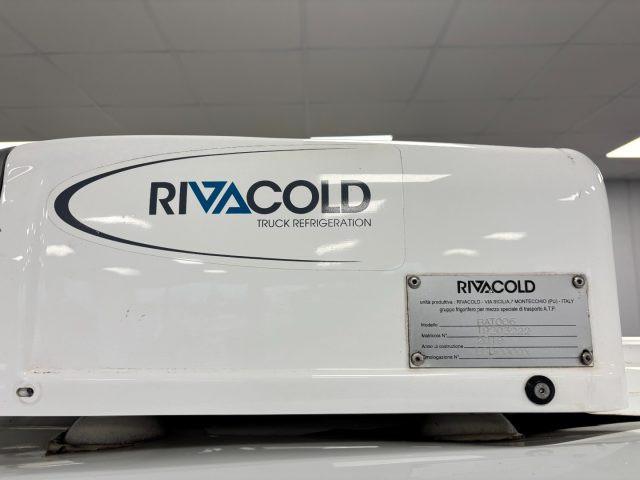 RIVACOLD
TRUCK REFRIGERATION
RIVACOLD
unità produttiva : RIVACOLD - VIA SICILIA,7 MONTECCHIO (PU) - ITALY
gruppo frigorifero per mezzo speciale di trasporto A.T.P.
Modello
Matricola N°
Anno di costruzione
Omologazione N°